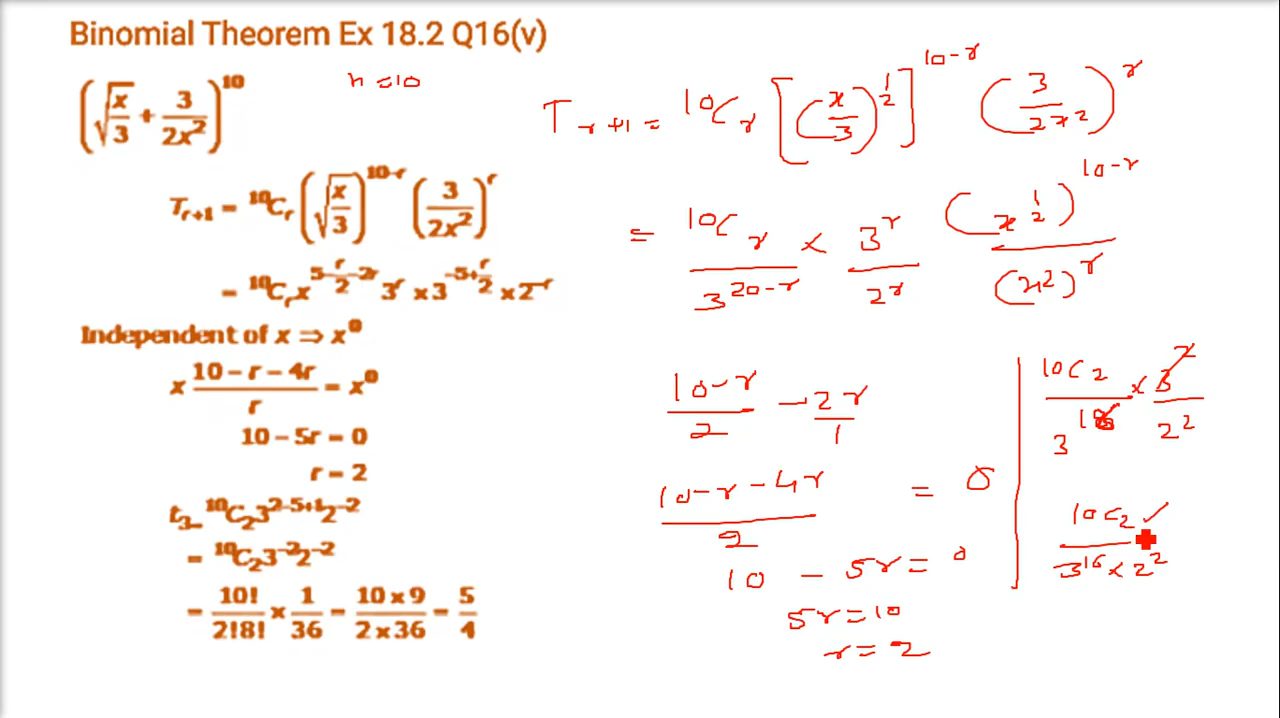 Binomial Theorem Ex 18.2 Q16(v)
(√(x/3) + 3/(2x²))¹⁰
n = 10
T_{r+1} = ¹⁰C_r (√(x/3))^{10-r} (3/(2x²))^r
= ¹⁰C_r x^{5-r/2-2r} 3^r × 3^{-5+r/2} × 2^{-r}
Independent of x ⇒ x⁰
x (10 - r - 4r)/r = x⁰
10 - 5r = 0
r = 2
t₃ - ¹⁰C₂ 3^{2-5+1} 2^{-2}
= ¹⁰C₂ 3^{-2} 2^{-2}
= 10!/(2!8!) × 1/36 = (10 × 9)/(2 × 36) = 5/4
T_{r+1} = 10C_r [(x/3)^{1/2}]^{10-r} (3/(2x²))^r
= 10C_r/3^{20-r} × 3^r/2^r (x^{1/2})^{10-r}/(x²)^r
(10-r)/2 - 2r/1
(10-r-4r)/2 = 0
10 - 5r = 0
5r = 10
r = 2
10C₂/3^{18} × 3²/2²
10C₂ ✓/(3^{16} × 2²)